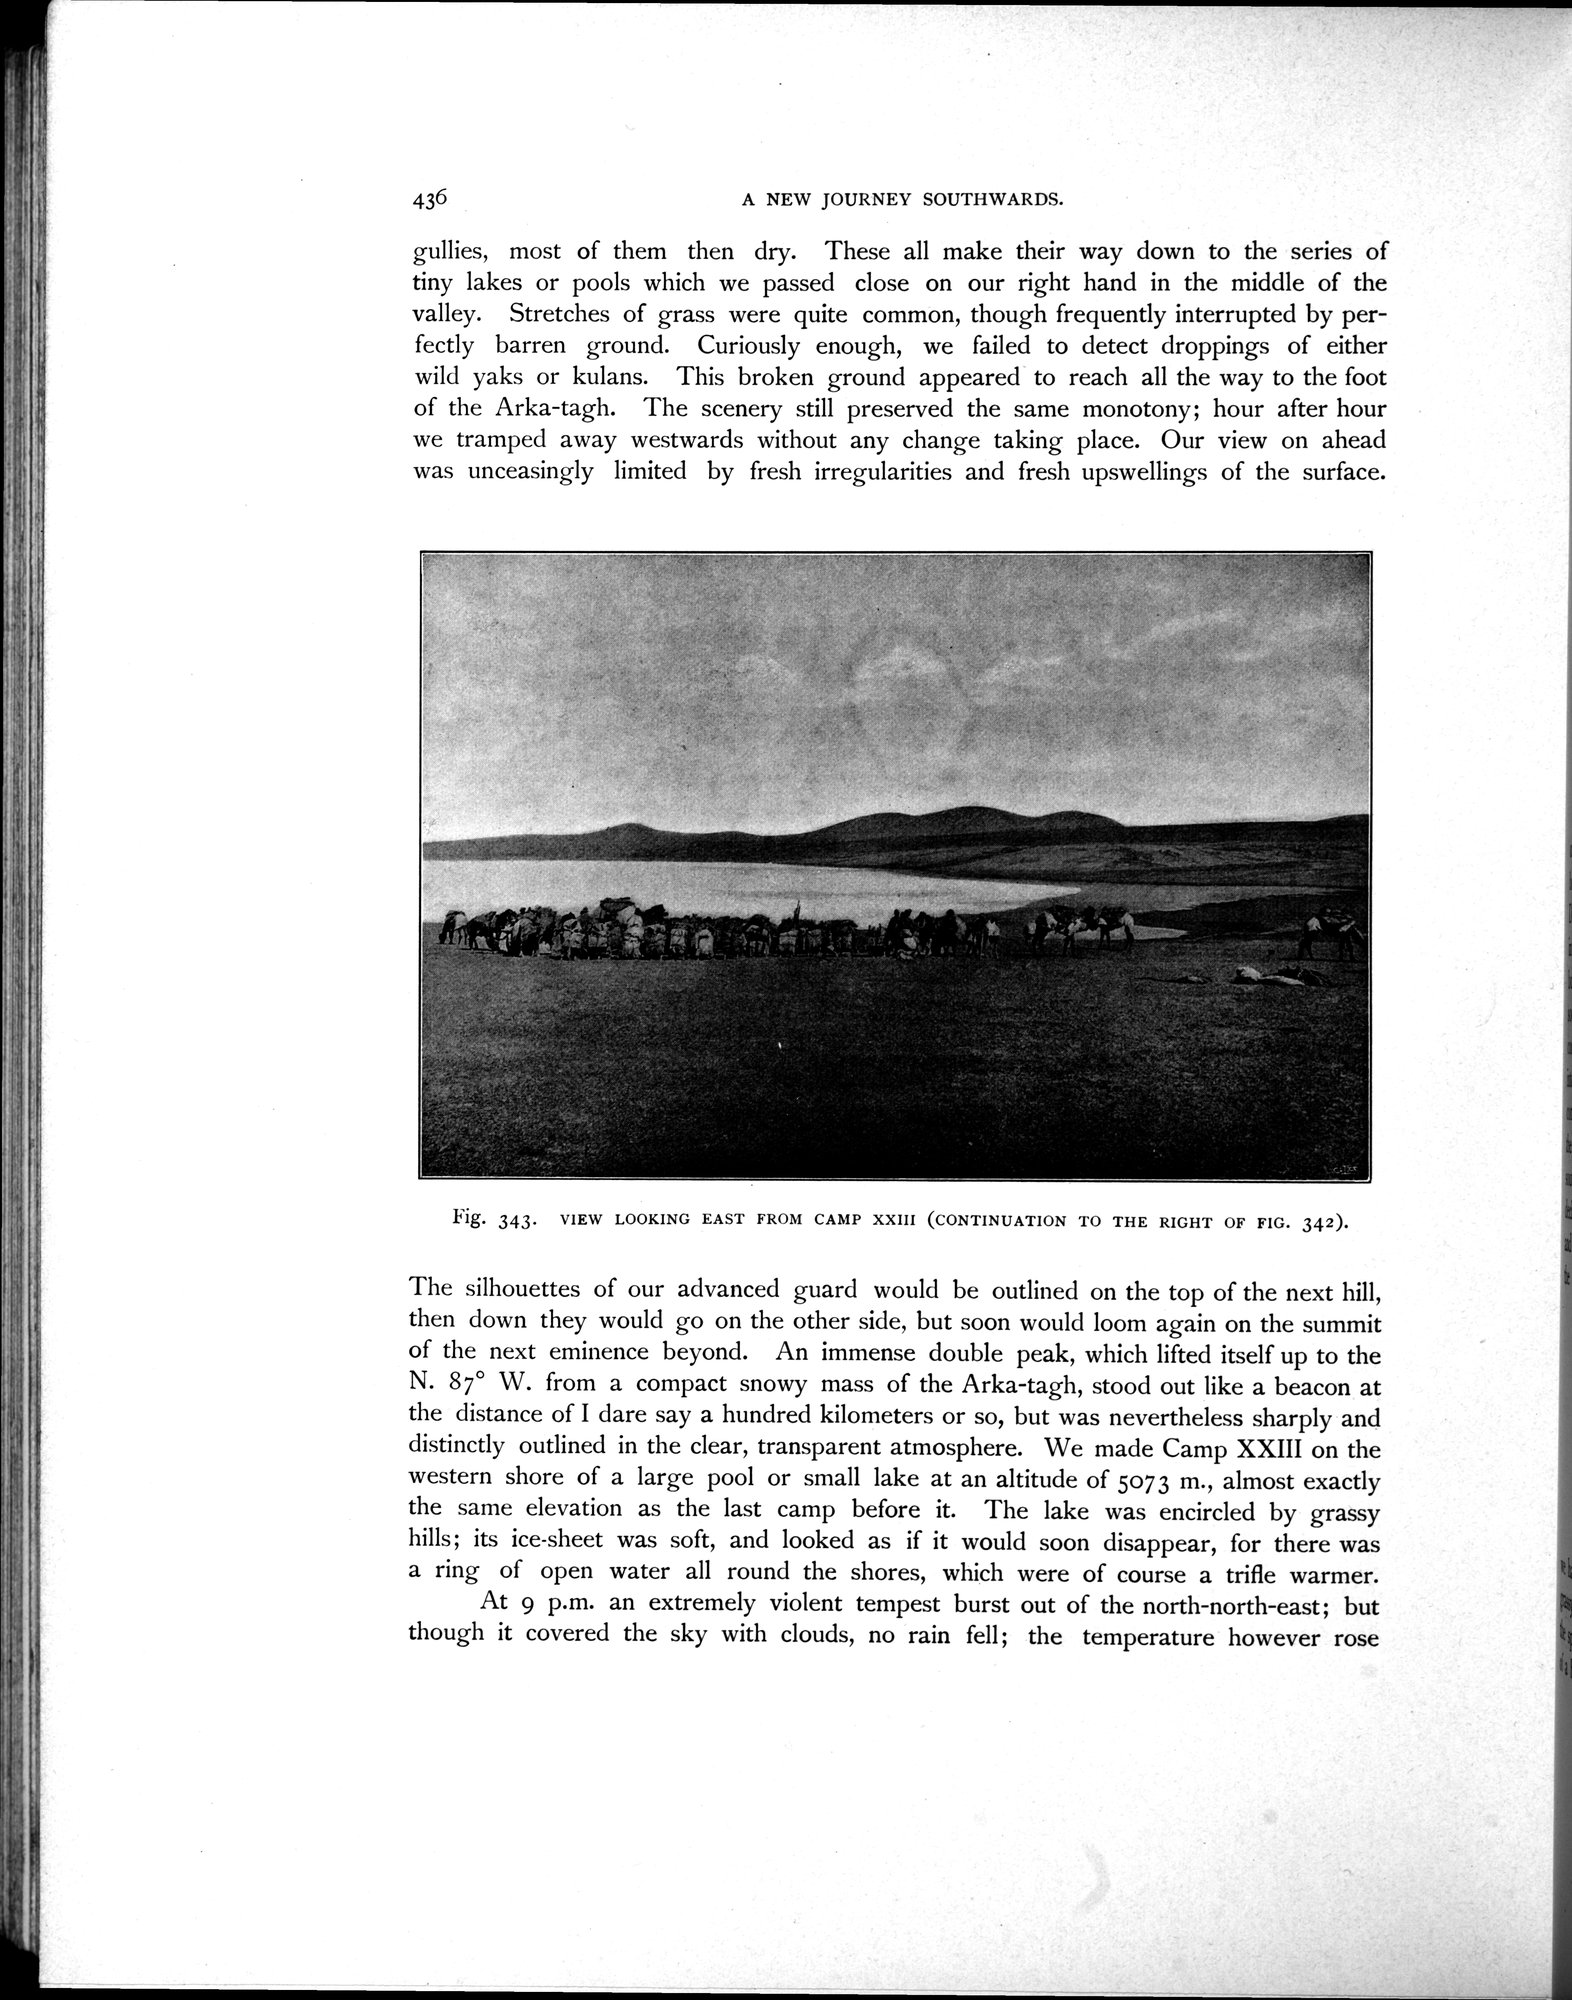 436
A NEW JOURNEY SOUTHWARDS.
gullies, most of them then dry. These all make their way down to the series of
tiny lakes or pools which we passed close on our right hand in the middle of the
valley. Stretches of grass were quite common, though frequently interrupted by per-
fectly barren ground. Curiously enough, we failed to detect droppings of either
wild yaks or kulans. This broken ground appeared to reach all the way to the foot
of the Arka-tagh. The scenery still preserved the same monotony; hour after hour
we tramped away westwards without any change taking place. Our view on ahead
was unceasingly limited by fresh irregularities and fresh upswellings of the surface.
Fig. 343. VIEW LOOKING EAST FROM CAMP XXIII (CONTINUATION TO THE RIGHT OF FIG. 342).
The silhouettes of our advanced guard would be outlined on the top of the next hill,
then down they would go on the other side, but soon would loom again on the summit
of the next eminence beyond. An immense double peak, which lifted itself up to the
N. 87° W. from a compact snowy mass of the Arka-tagh, stood out like a beacon at
the distance of I dare say a hundred kilometers or so, but was nevertheless sharply and
distinctly outlined in the clear, transparent atmosphere. We made Camp XXIII on the
western shore of a large pool or small lake at an altitude of 5073 m., almost exactly
the same elevation as the last camp before it. The lake was encircled by grassy
hills; its ice-sheet was soft, and looked as if it would soon disappear, for there was
a ring of open water all round the shores, which were of course a trifle warmer.
At 9 p.m. an extremely violent tempest burst out of the north-north-east; but
though it covered the sky with clouds, no rain fell; the temperature however rose